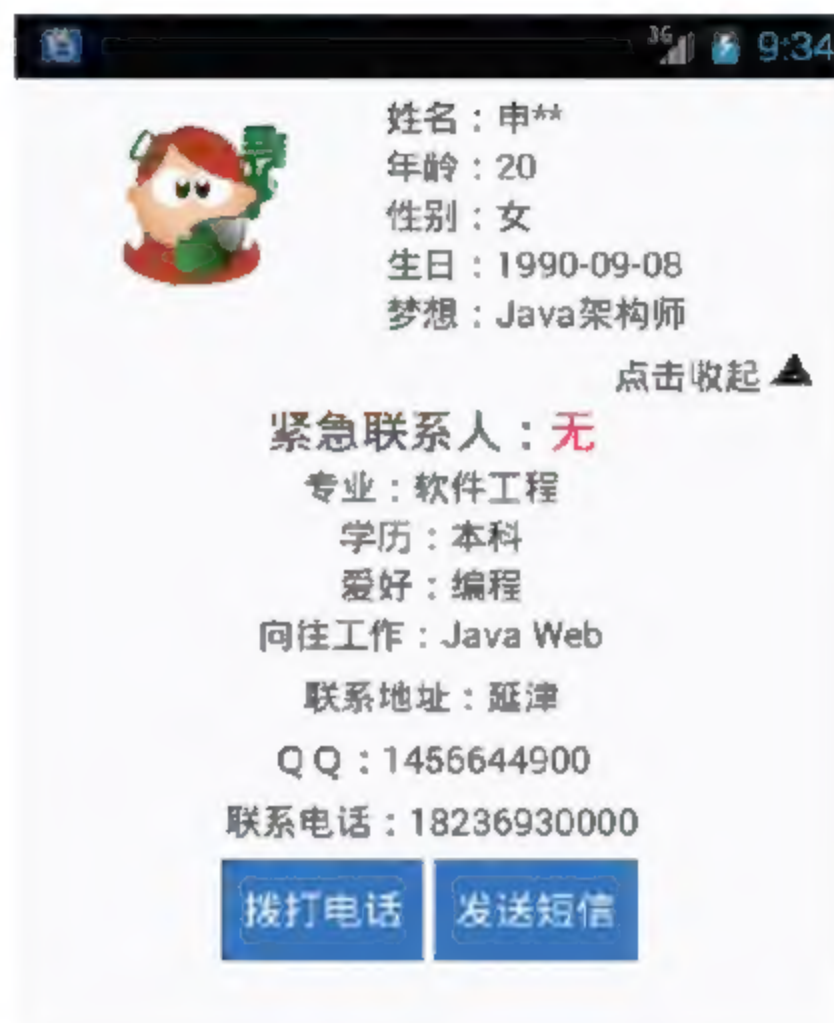 3G 9:34
姓名：申**
年龄：20
性别：女
生日：1990-09-08
梦想：Java架构师
点击收起
紧急联系人：无
专业：软件工程
学历：本科
爱好：编程
向往工作：Java Web
联系地址：延津
QQ：1456644900
联系电话：18236930000
拨打电话 发送短信